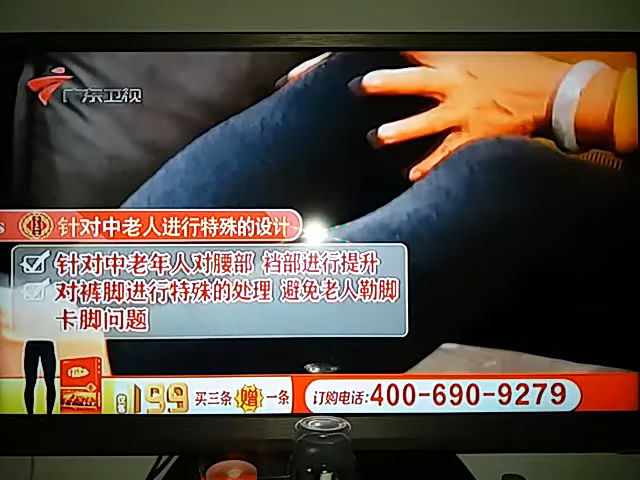 广东卫视
S
针对中老人进行特殊的设计
针对中老年人对腰部 裆部进行提升
对裤脚进行特殊的处理 避免老人勒脚
卡脚问题
199
买三条赠一条
订购电话:400-690-9279